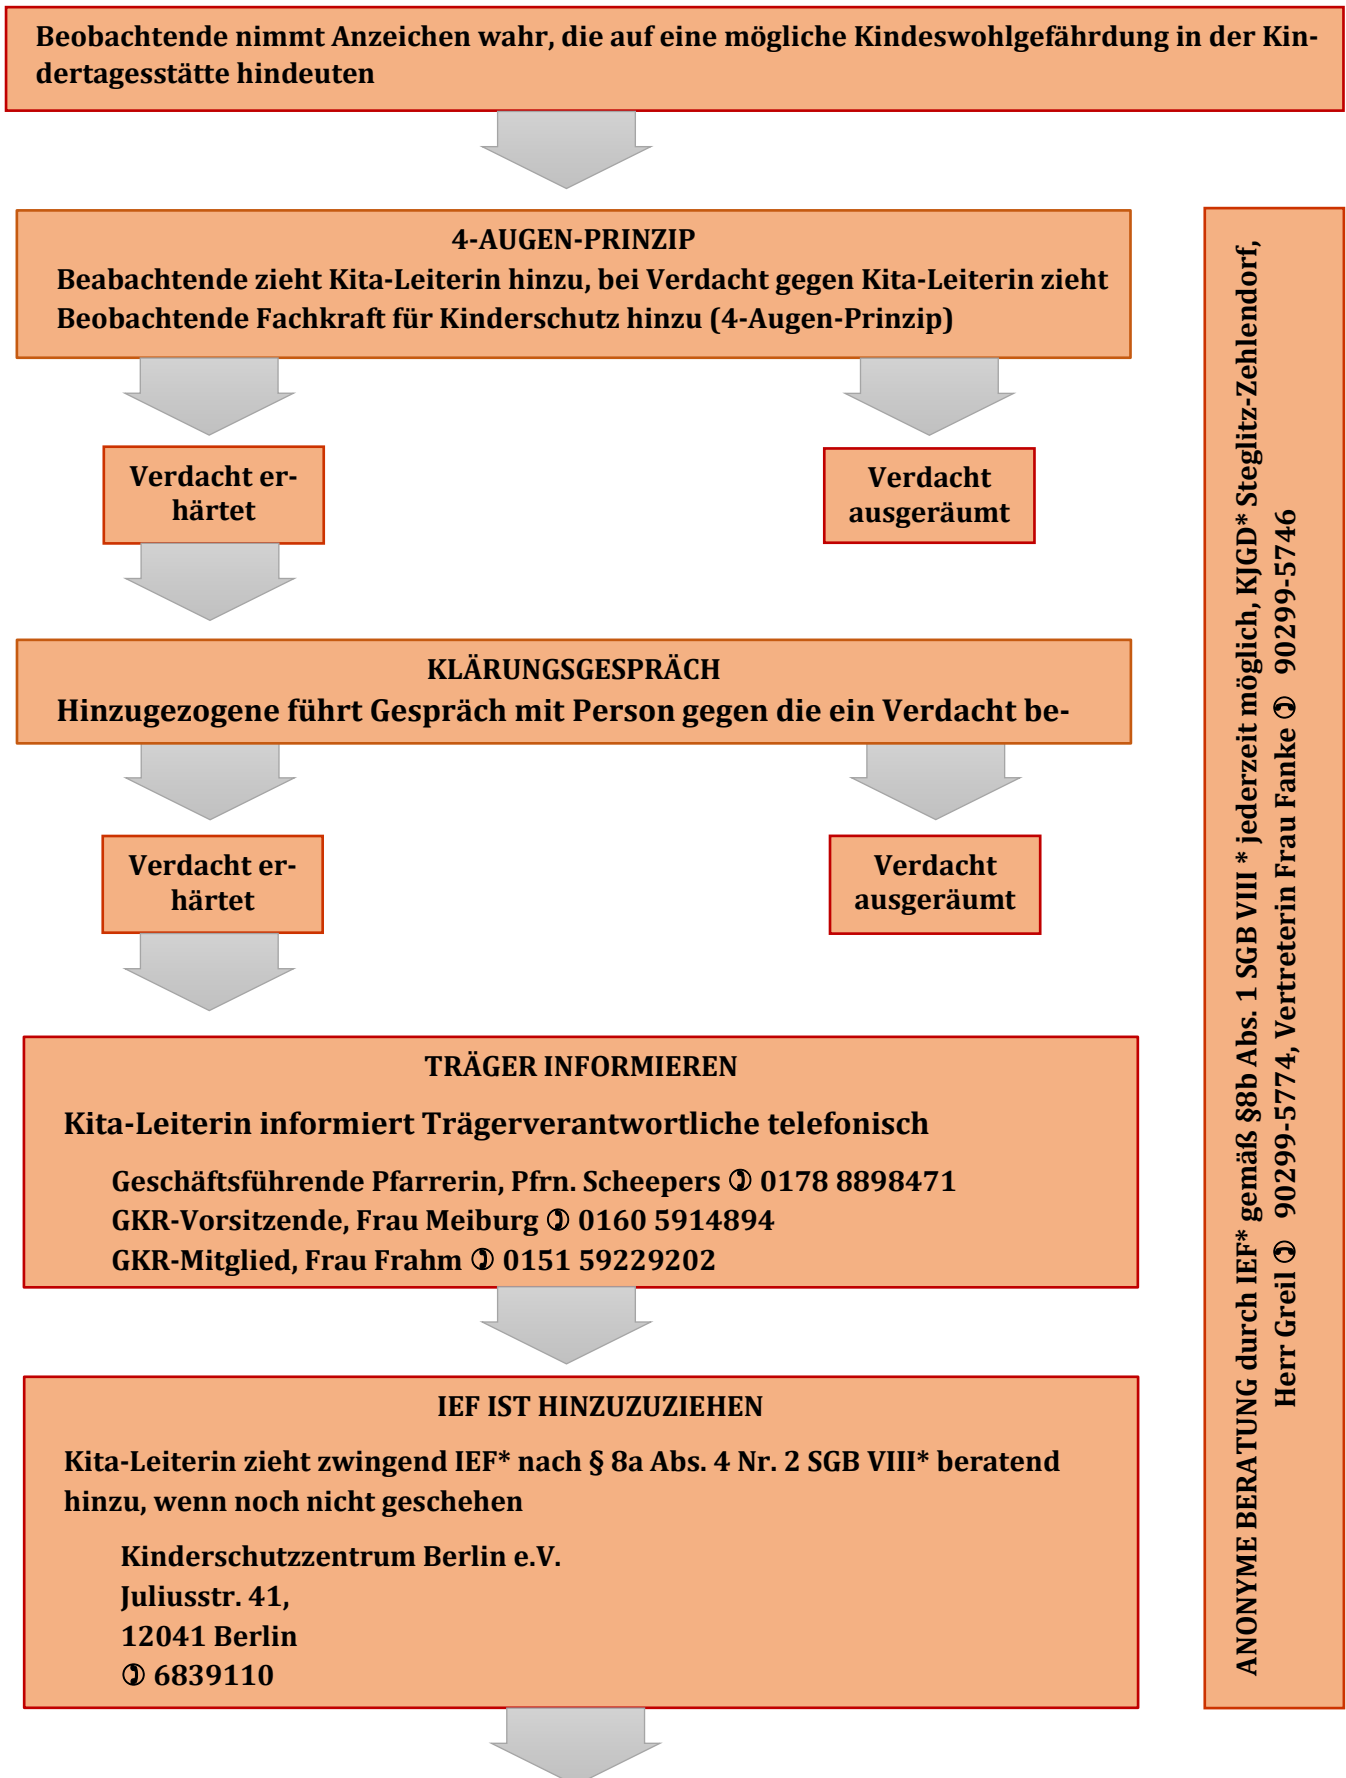 Beobachtende nimmt Anzeichen wahr, die auf eine mögliche Kindeswohlgefährdung in der Kin-
dertagesstätte hindeuten
4-AUGEN-PRINZIP
Beabachtende zieht Kita-Leiterin hinzu, bei Verdacht gegen Kita-Leiterin zieht
Beobachtende Fachkraft für Kinderschutz hinzu (4-Augen-Prinzip)
Verdacht er-
härtet
Verdacht
ausgeräumt
KLÄRUNGSGESPRÄCH
Hinzugezogene führt Gespräch mit Person gegen die ein Verdacht be-
Verdacht er-
härtet
Verdacht
ausgeräumt
TRÄGER INFORMIEREN
Kita-Leiterin informiert Trägerverantwortliche telefonisch
Geschäftsführende Pfarrerin, Pfrn. Scheepers ✆ 0178 8898471
GKR-Vorsitzende, Frau Meiburg ✆ 0160 5914894
GKR-Mitglied, Frau Frahm ✆ 0151 59229202
IEF IST HINZUZUZIEHEN
Kita-Leiterin zieht zwingend IEF* nach § 8a Abs. 4 Nr. 2 SGB VIII* beratend
hinzu, wenn noch nicht geschehen
Kinderschutzzentrum Berlin e.V.
Juliusstr. 41,
12041 Berlin
✆ 6839110
ANONYME BERATUNG durch IEF* gemäß §8b Abs. 1 SGB VIII * jederzeit möglich, KJGD* Steglitz-Zehlendorf,
Herr Greil ✆ 90299-5774, Vertreterin Frau Fanke ✆ 90299-5746